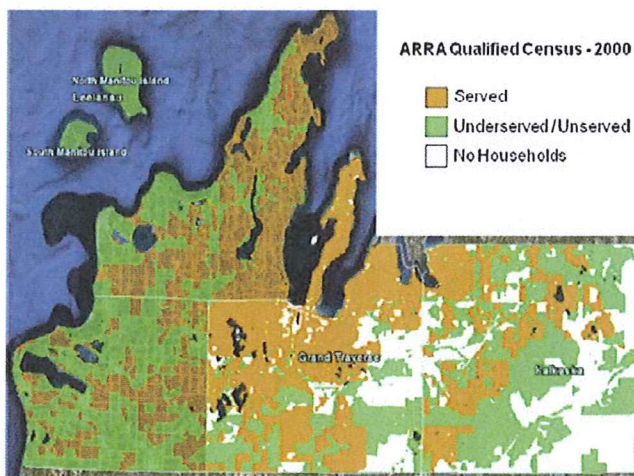 North Manitou Island
Leelanau
South Manitou Island
ARRA Qualified Census - 2000
Served
Underserved / Unserved
No Households
Grand Traverse
Kalkaska